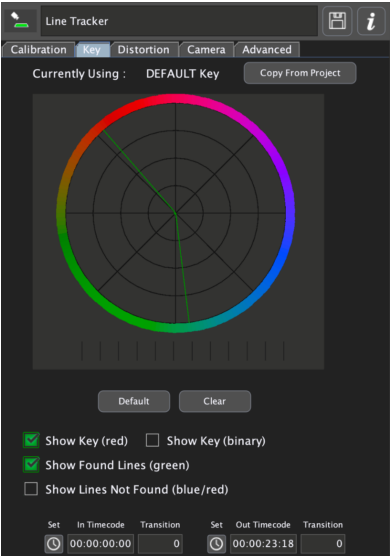 Line Tracker
Calibration Key Distortion Camera Advanced
Currently Using : DEFAULT Key Copy From Project
Default Clear
Show Key (red) Show Key (binary)
Show Found Lines (green)
Show Lines Not Found (blue/red)
Set In Timecode Transition Set Out Timecode Transition
00:00:00:00 0 00:00:23:18 0